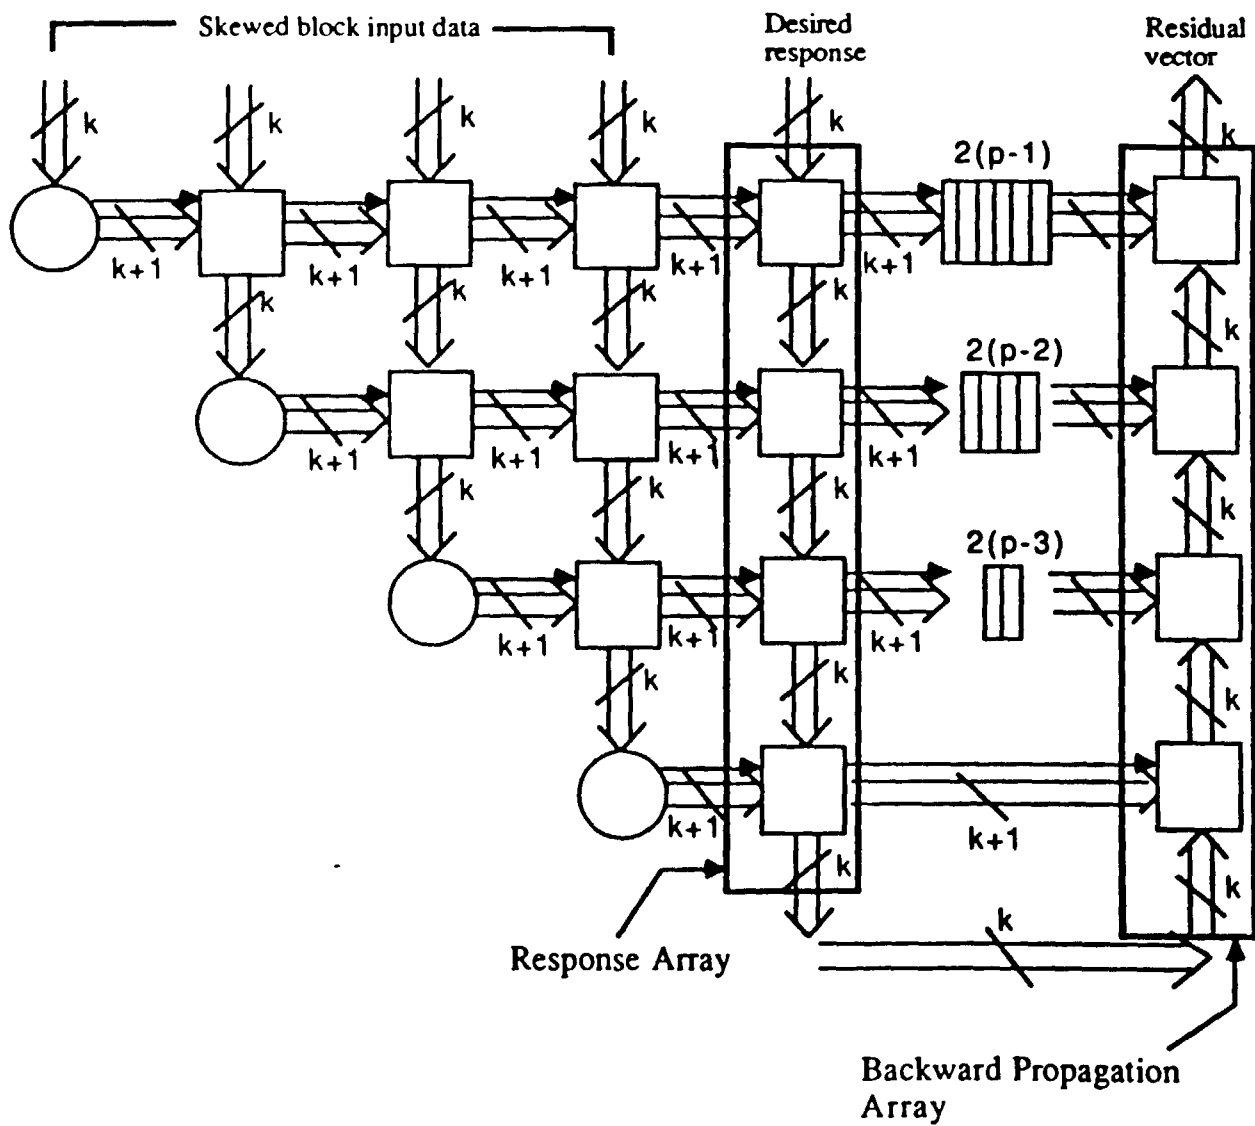 Skewed block input data
Desired
response
Residual
vector
k
k
k
k
k
k
2(p-1)
k+1
k+1
k+1
k+1
k+1
k
k
k
k
k
2(p-2)
k+1
k+1
k+1
k+1
k
k
k
k
2(p-3)
k+1
k+1
k+1
k
k
k
k+1
k+1
k
k
k
Response Array
Backward Propagation
Array